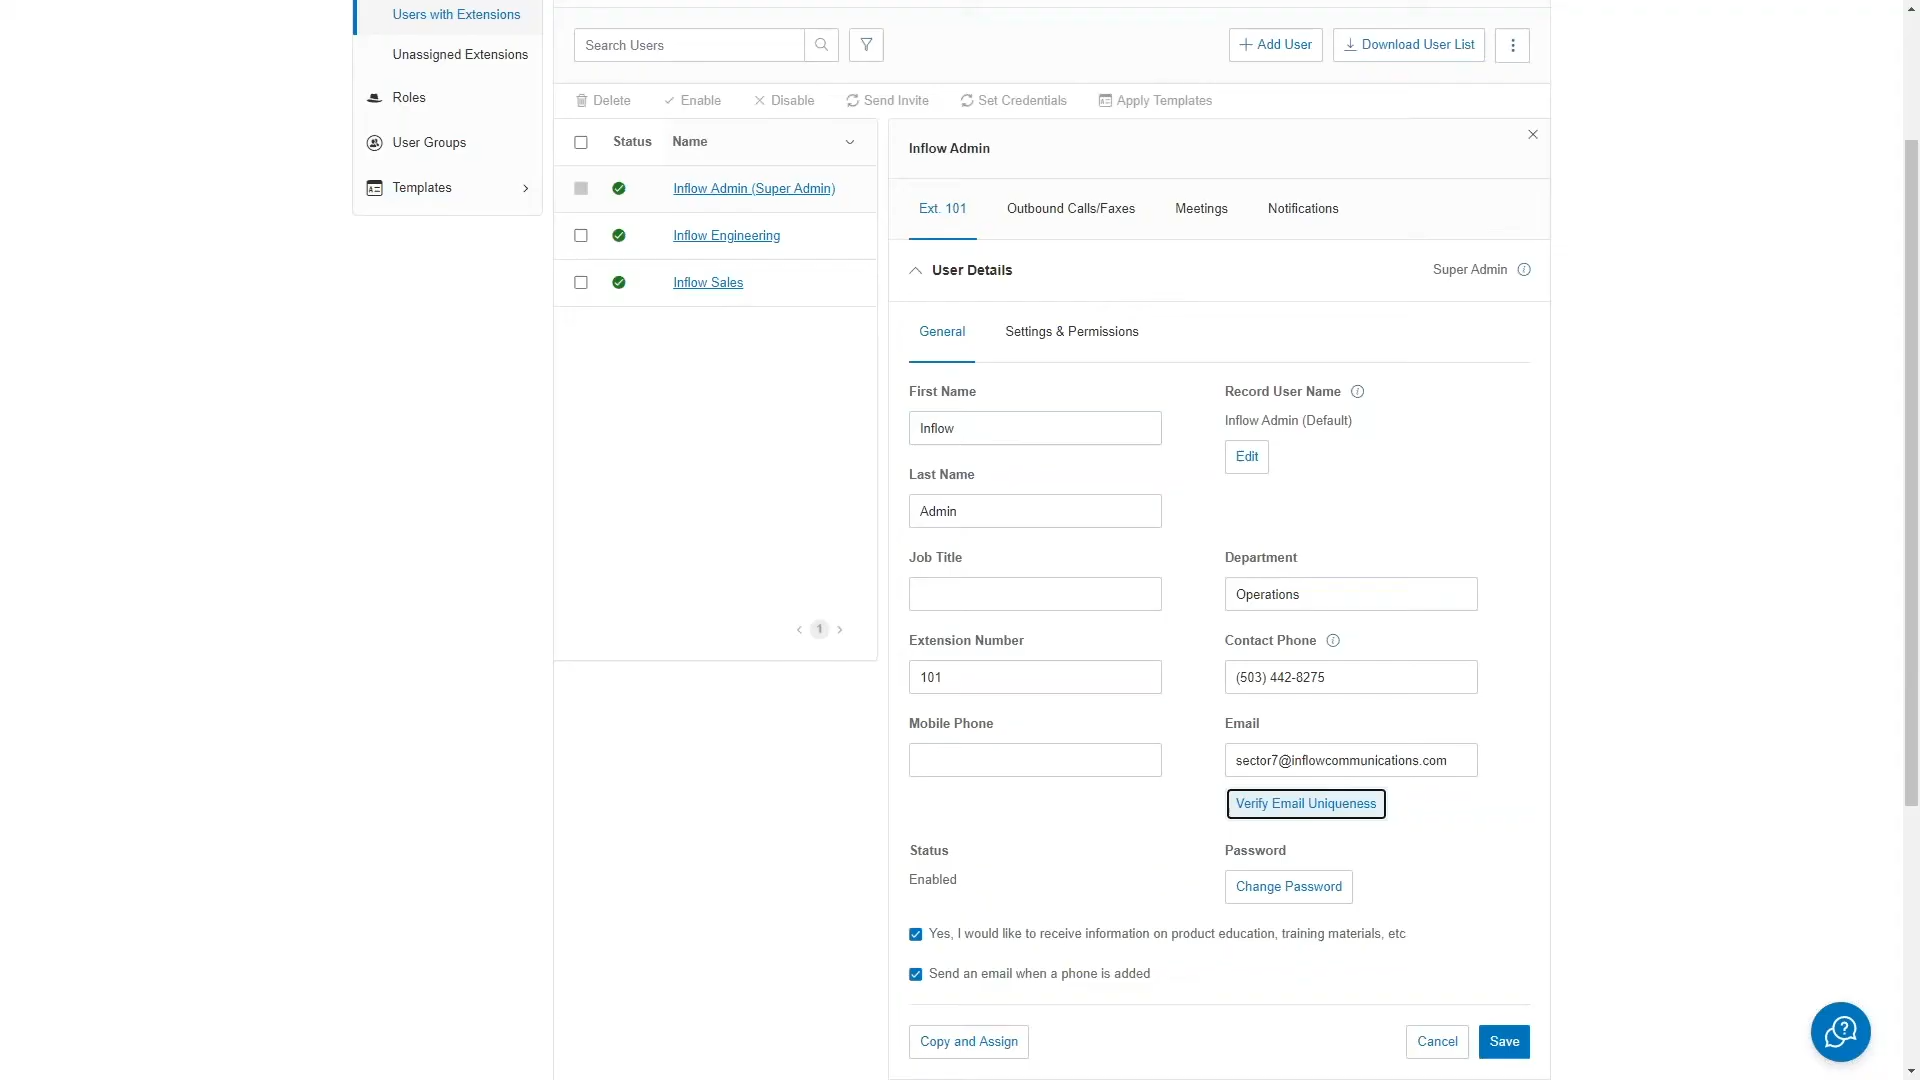 Users with Extensions
Unassigned Extensions
Roles
User Groups
Templates
Search Users
Add User
Download User List
Delete
Enable
Disable
Send Invite
Set Credentials
Apply Templates
Status
Name
Inflow Admin (Super Admin)
Inflow Engineering
Inflow Sales
1
Inflow Admin
Ext. 101
Outbound Calls/Faxes
Meetings
Notifications
User Details
Super Admin
General
Settings & Permissions
First Name
Inflow
Record User Name
Inflow Admin (Default)
Edit
Last Name
Admin
Job Title
Department
Operations
Extension Number
101
Contact Phone
(503) 442-8275
Mobile Phone
Email
sector7@inflowcommunications.com
Verify Email Uniqueness
Status
Enabled
Password
Change Password
Yes, I would like to receive information on product education, training materials, etc
Send an email when a phone is added
Copy and Assign
Cancel
Save